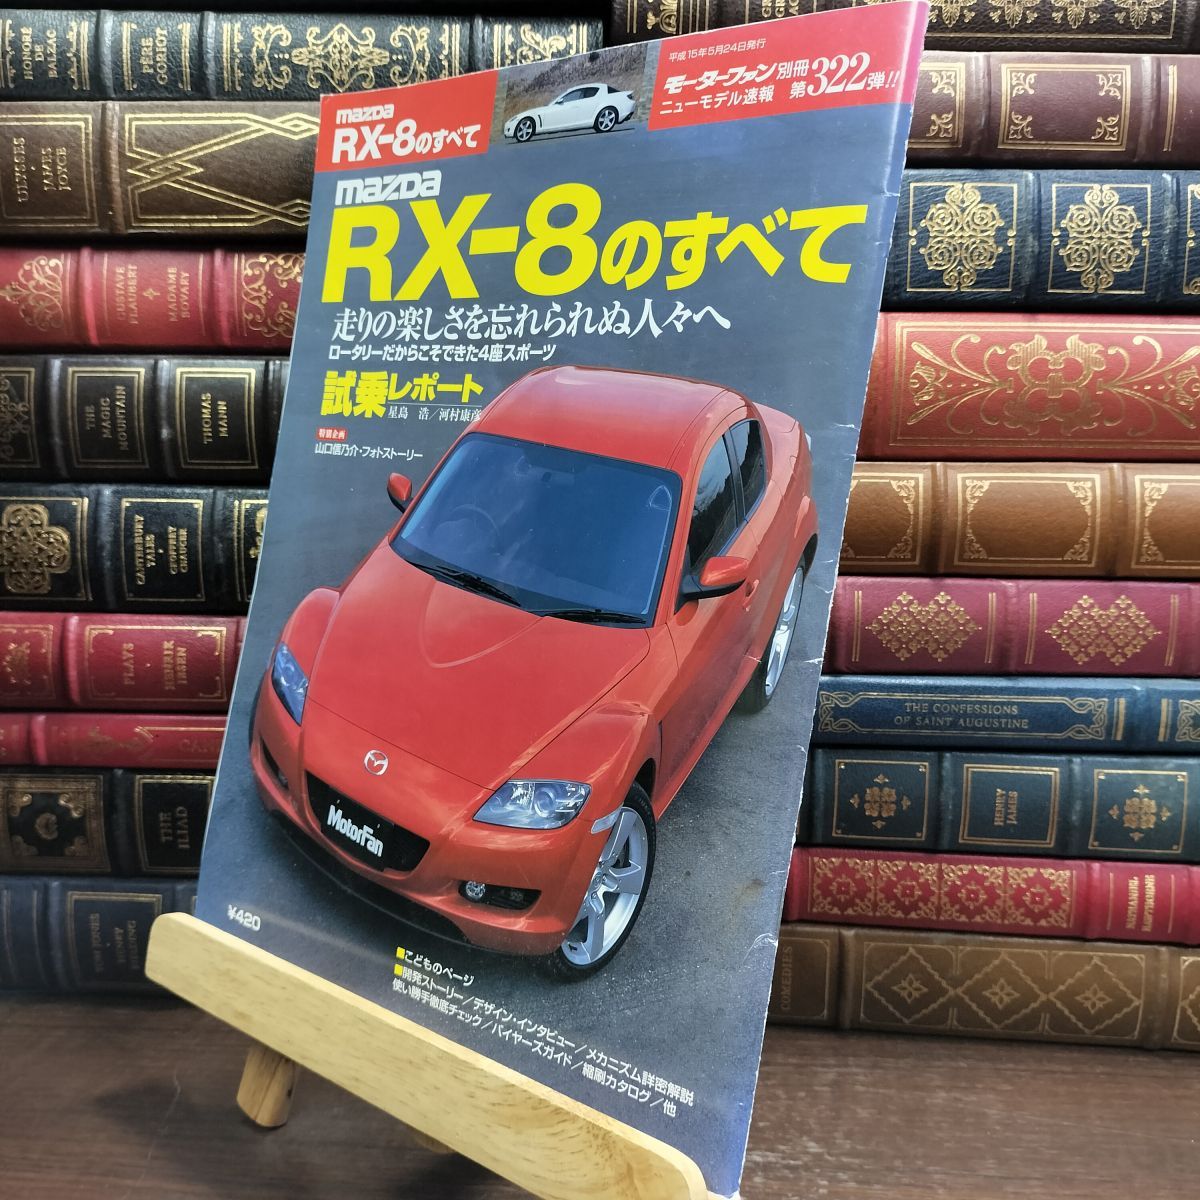 平成15年5月24日発行
モーターファン別冊
ニューモデル速報 第322弾!!
mazda
RX-8のすべて
mazda
RX-8のすべて
走りの楽しさを忘れられぬ人々へ
ロータリーだからこそできた4座スポーツ
試乗レポート
星島 浩/河村康彦
特別企画
山口信乃介・フォトストーリー
MotorFan
¥420
■こどものページ
■開発ストーリー/デザイン・インタビュー/メカニズム詳密解説
使い勝手徹底チェック/バイヤーズガイド/縮刷カタログ/他
HONORÉ
DE
BALZAC
PÈRE
GORIOT
ULYSSES
JAMES
JOYCE
GUSTAVE
FLAUBERT
MADAME
BOVARY
THE
MAGIC
MOUNTAIN
THOMAS
MANN
CANTERBURY
TALES
GEOFFREY
CHAUCER
PLAYS
HENRIK
IBSEN
THE
ILIAD
THE CONFESSIONS
OF SAINT AUGUSTINE
HENRY
JAMES
NATHANIEL
HAWTHORNE
COMEDIES